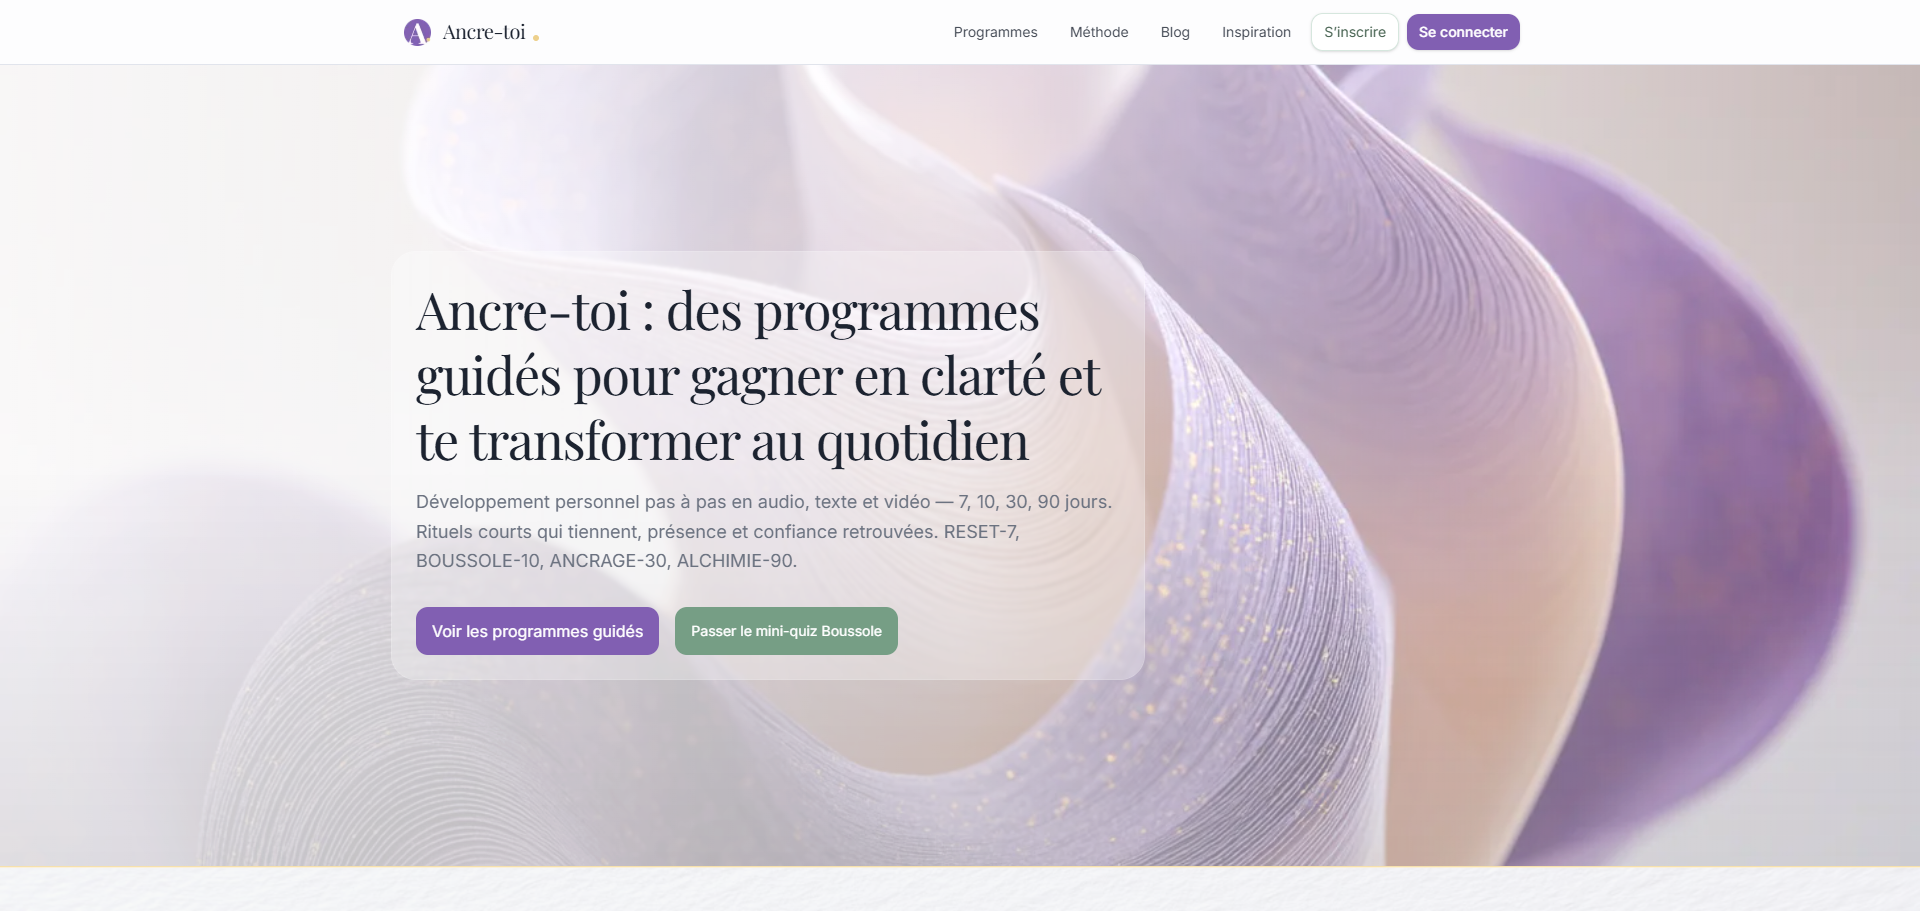 A Ancre-toi
Programmes
Méthode
Blog
Inspiration
S'inscrire
Se connecter
Ancre-toi : des programmes
guidés pour gagner en clarté et
te transformer au quotidien
Développement personnel pas à pas en audio, texte et vidéo — 7, 10, 30, 90 jours.
Rituels courts qui tiennent, présence et confiance retrouvées. RESET-7,
BOUSSOLE-10, ANCRAGE-30, ALCHIMIE-90.
Voir les programmes guidés
Passer le mini-quiz Boussole